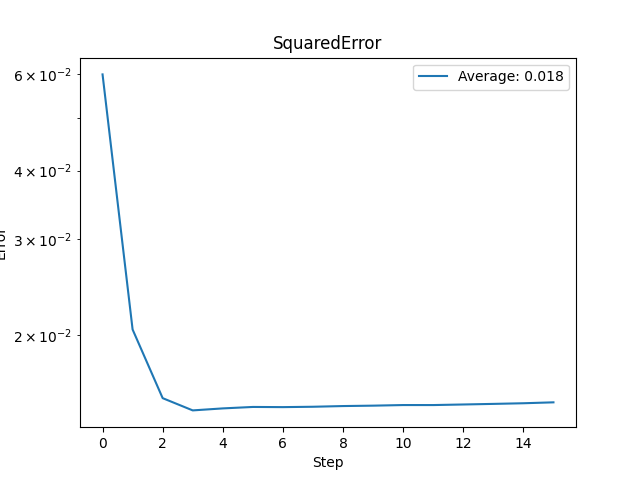 SquaredError
Average: 0.018
6 × 10⁻²
4 × 10⁻²
3 × 10⁻²
2 × 10⁻²
Error
0 2 4 6 8 10 12 14
Step